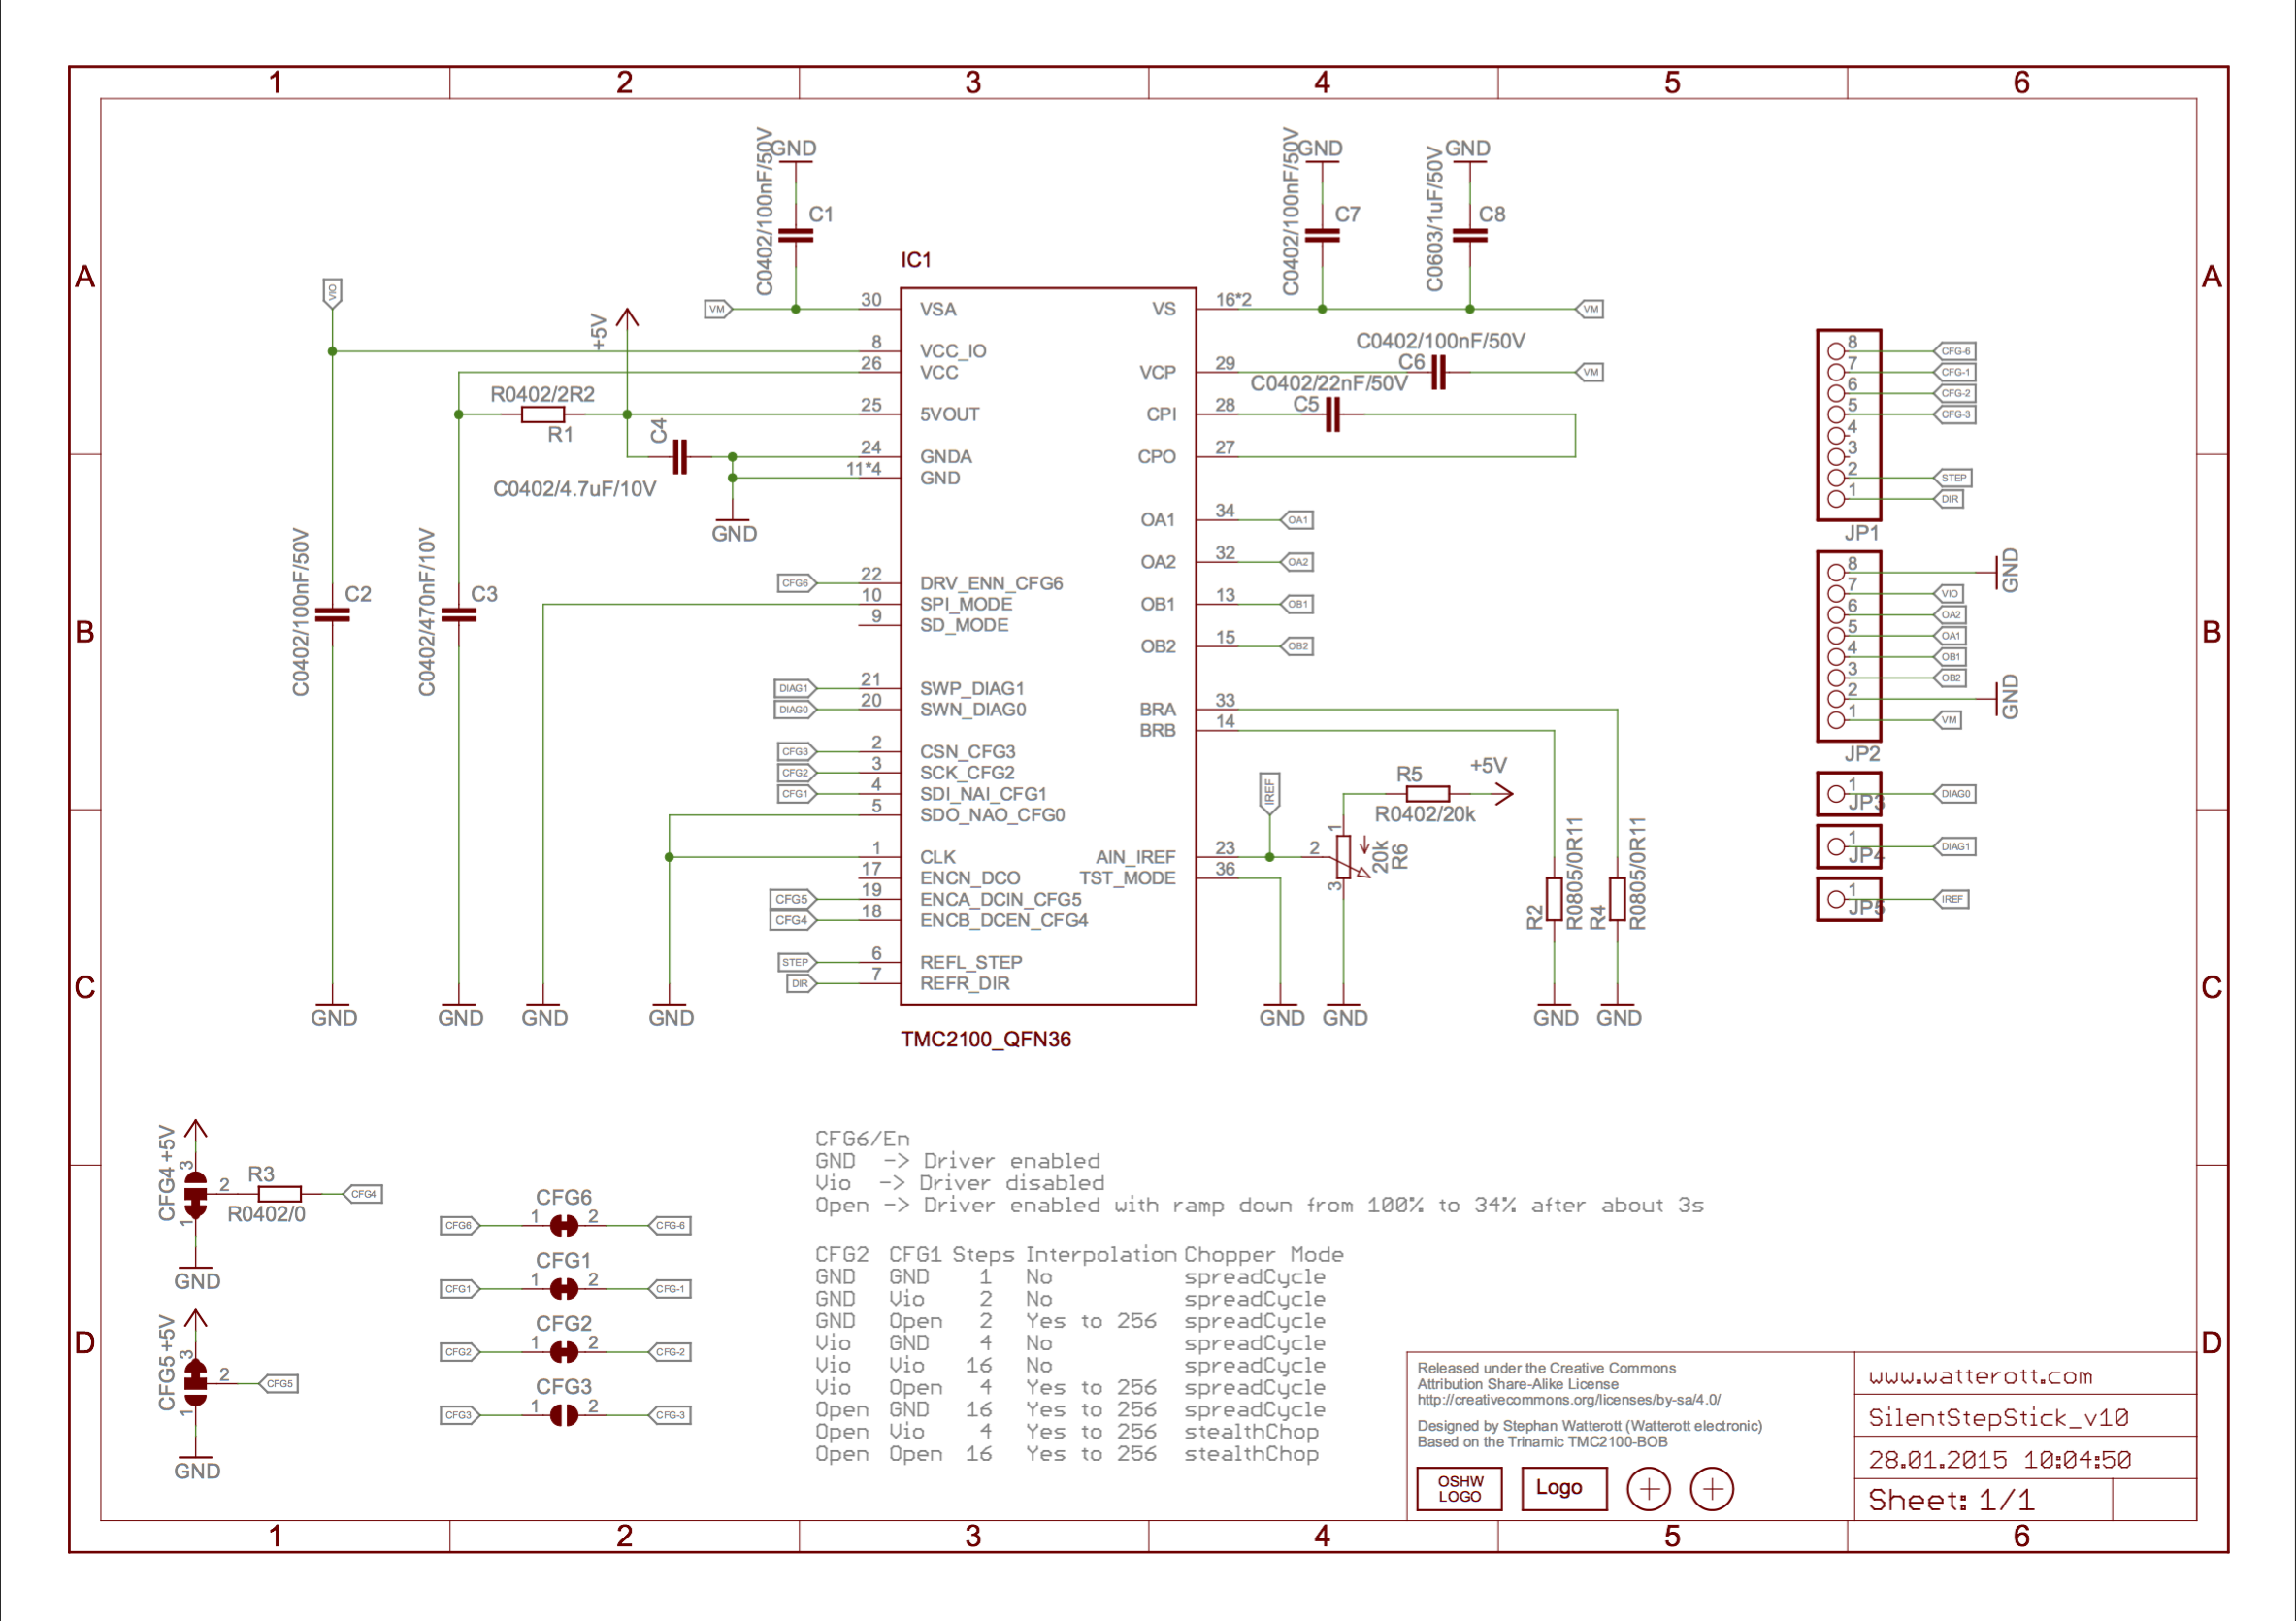 1 2 3 4 5 6
A A
B B
C C
D D
1 2 3 4 5 6
GND
C0402/100nF/50V
C1
GND
C0402/100nF/50V
C7
GND
C0603/1uF/50V
C8
IC1
VIO
+5V
VM
30 VSA
8 VCC_IO
26 VCC
25 5VOUT
24 GNDA
11*4 GND
R0402/2R2
R1
C4
C0402/4.7uF/10V
GND
C0402/100nF/50V
C2
C0402/470nF/10V
C3
CFG6 22 DRV_ENN_CFG6
10 SPI_MODE
9 SD_MODE
DIAG1 21 SWP_DIAG1
DIAG0 20 SWN_DIAG0
CFG3 2 CSN_CFG3
CFG2 3 SCK_CFG2
CFG1 4 SDI_NAI_CFG1
5 SDO_NAO_CFG0
1 CLK
17 ENCN_DCO
CFG5 19 ENCA_DCIN_CFG5
CFG4 18 ENCB_DCEN_CFG4
STEP 6 REFL_STEP
DIR 7 REFR_DIR
GND GND GND GND
TMC2100_QFN36
VS 16*2 VM
C0402/100nF/50V
VCP 29 C6 VM
C0402/22nF/50V
CPI 28 C5
CPO 27
OA1 34 OA1
OA2 32 OA2
OB1 13 OB1
OB2 15 OB2
BRA 33
BRB 14
IREF
R5
+5V
R0402/20k
AIN_IREF 23
TST_MODE 36
1
2
3
20k
R6
R2
R0805/0R11
R4
R0805/0R11
GND GND GND GND
8 CFG-6
7 CFG-1
6 CFG-2
5 CFG-3
4
3
2 STEP
1 DIR
JP1
8 GND
7 VIO
6 OA2
5 OA1
4 OB1
3 OB2
2 GND
1 VM
JP2
1 DIAG0
JP3
1 DIAG1
JP4
1 IREF
JP5
+5V
CFG4
3
2
1
R3
R0402/0
CFG4
GND
+5V
CFG5
3
2
1
CFG5
GND
CFG6
CFG6 1 2 CFG-6
CFG1
CFG1 1 2 CFG-1
CFG2
CFG2 1 2 CFG-2
CFG3
CFG3 1 2 CFG-3
CFG6/En
GND -> Driver enabled
Vio -> Driver disabled
Open -> Driver enabled with ramp down from 100% to 34% after about 3s
CFG2 CFG1 Steps Interpolation Chopper Mode
GND GND 1 No spreadCycle
GND Vio 2 No spreadCycle
GND Open 2 Yes to 256 spreadCycle
Vio GND 4 No spreadCycle
Vio Vio 16 No spreadCycle
Vio Open 4 Yes to 256 spreadCycle
Open GND 16 Yes to 256 spreadCycle
Open Vio 4 Yes to 256 stealthChop
Open Open 16 Yes to 256 stealthChop
Released under the Creative Commons
Attribution Share-Alike License
http://creativecommons.org/licenses/by-sa/4.0/
Designed by Stephan Watterott (Watterott electronic)
Based on the Trinamic TMC2100-BOB
OSHW
LOGO
Logo
www.watterott.com
SilentStepStick_v10
28.01.2015 10:04:50
Sheet: 1/1